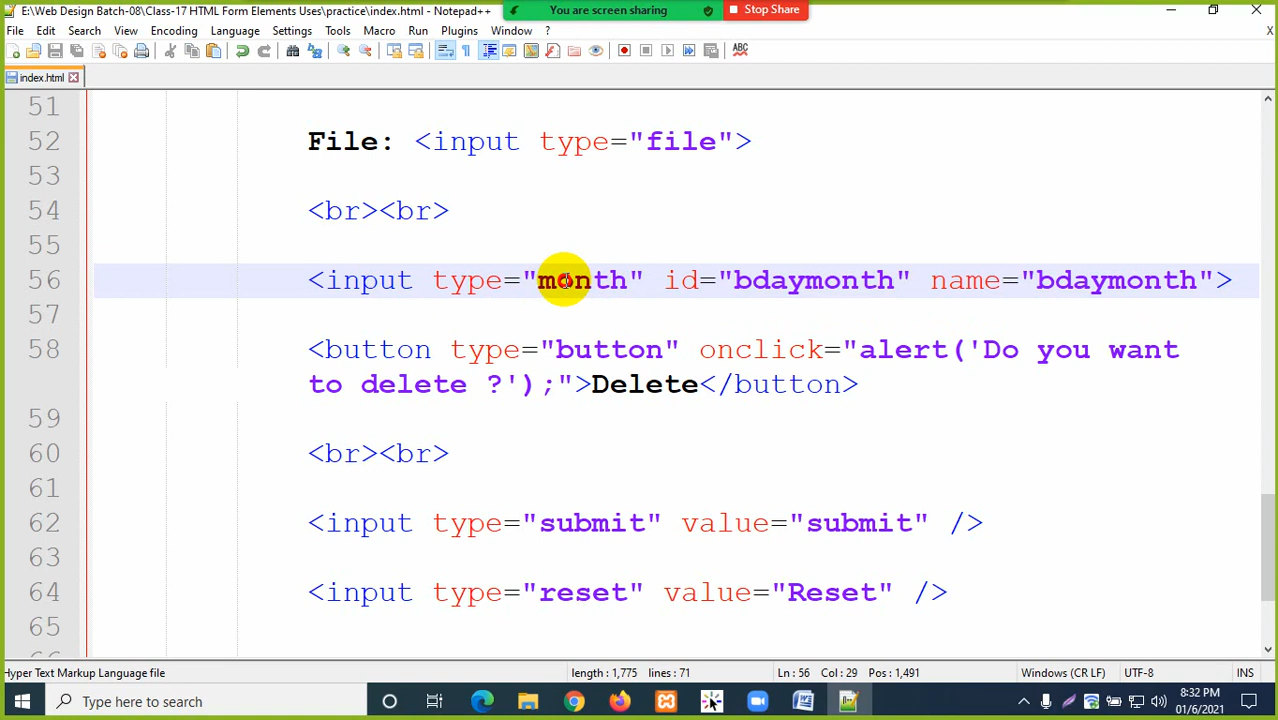 E:\Web Design Batch-08\Class-17 HTML Form Elements Uses\practice\index.html - Notepad++
You are screen sharing
Stop Share
File Edit Search View Encoding Language Settings Tools Macro Run Plugins Window ?
X
ABC
index.html
51
52 File: <input type="file">
53
54 <br><br>
55
56 <input type="month" id="bdaymonth" name="bdaymonth">
57
58 <button type="button" onclick="alert('Do you want
to delete ?');">Delete</button>
59
60 <br><br>
61
62 <input type="submit" value="submit" />
63
64 <input type="reset" value="Reset" />
65
Hyper Text Markup Language file length : 1,775 lines : 71 Ln : 56 Col : 29 Pos : 1,491 Windows (CR LF) UTF-8 INS
Type here to search
8:32 PM
01/6/2021